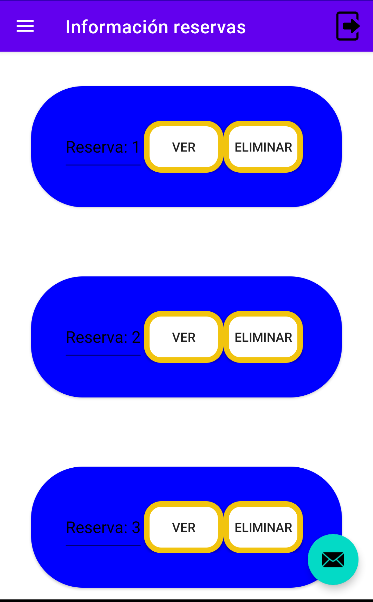 Información reservas
Reserva: 1 VER ELIMINAR
Reserva: 2 VER ELIMINAR
Reserva: 3 VER ELIMINAR